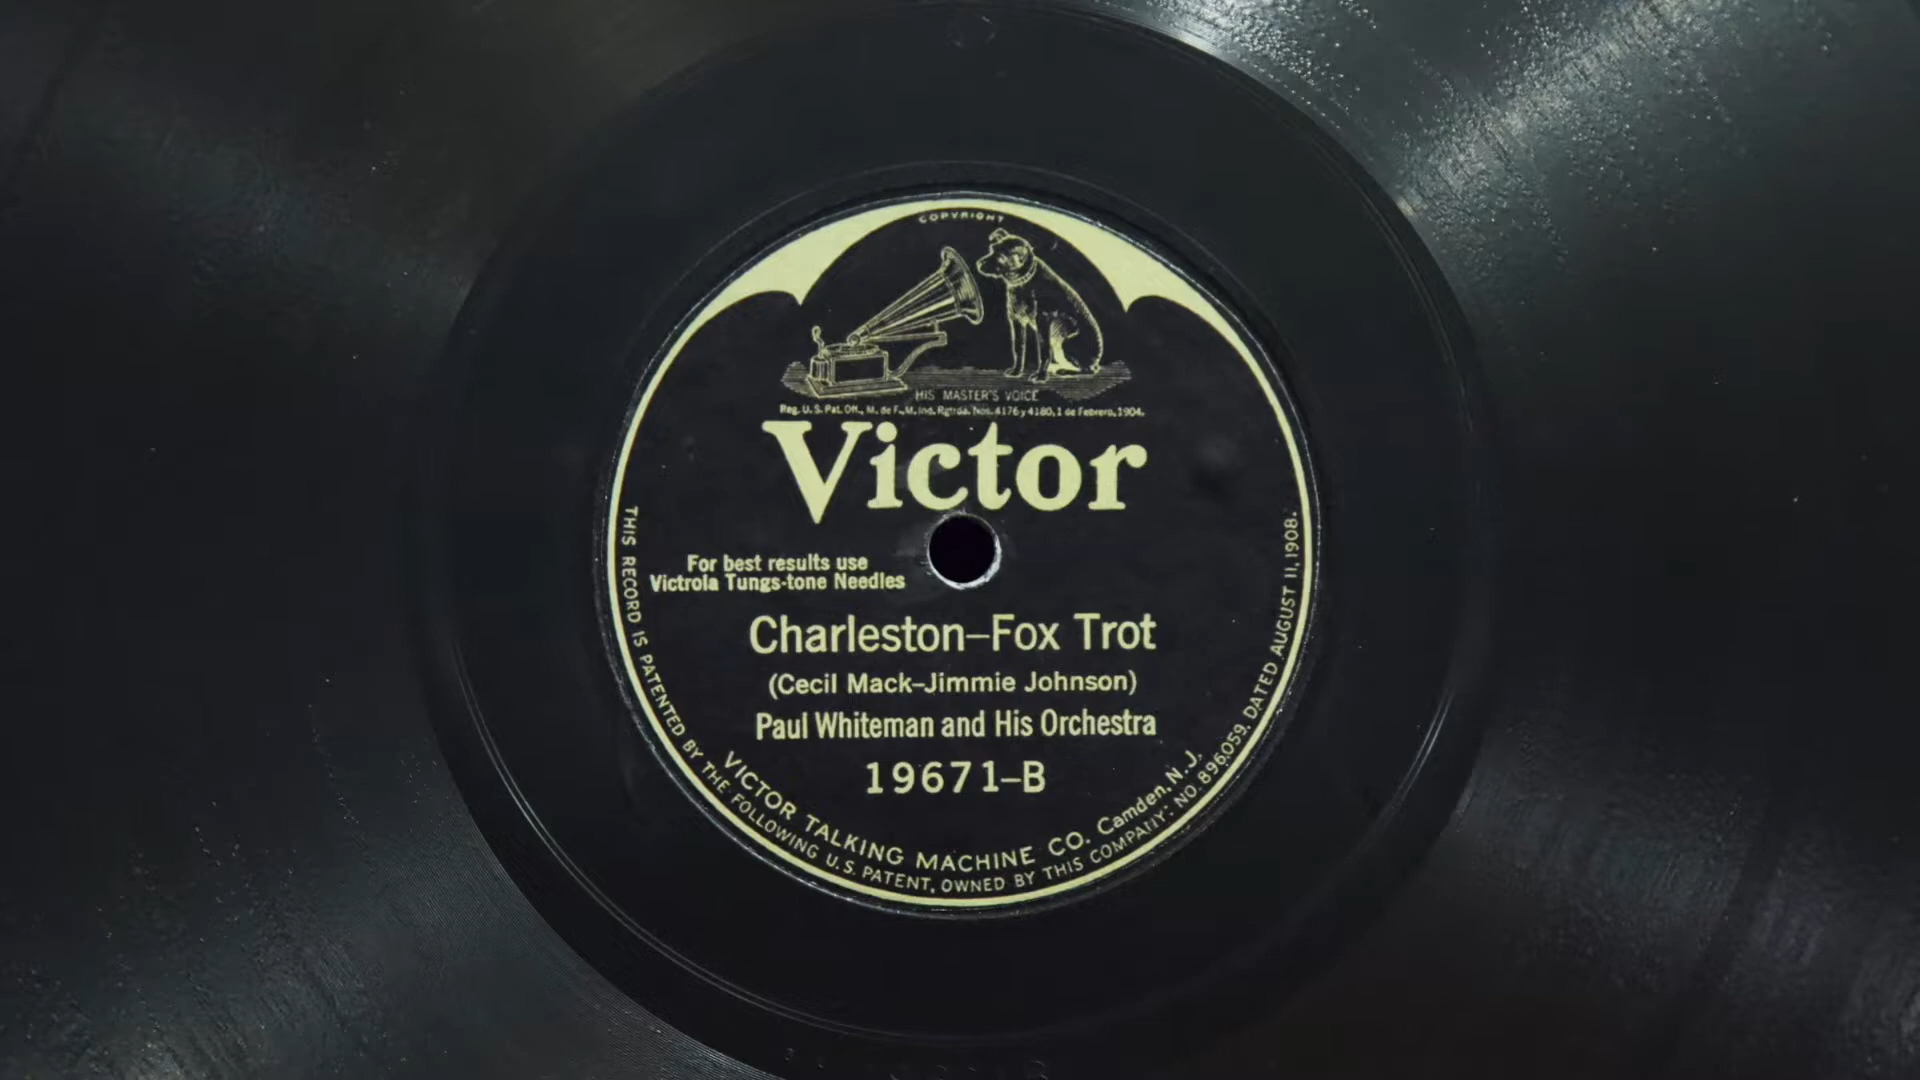 COPYRIGHT
HIS MASTER'S VOICE
Reg. U.S. Pat. Off., M. de F., M. Ind. Rgtrda. Nos. 4176 y 4180, 1 de Febrero, 1904.
Victor
For best results use
Victrola Tungs-tone Needles
Charleston–Fox Trot
(Cecil Mack–Jimmie Johnson)
Paul Whiteman and His Orchestra
19671–B
VICTOR TALKING MACHINE CO. Camden, N.J.
THIS RECORD IS PATENTED BY THE FOLLOWING U.S. PATENT, OWNED BY THIS COMPANY: NO. 896,059. DATED AUGUST 11, 1908.